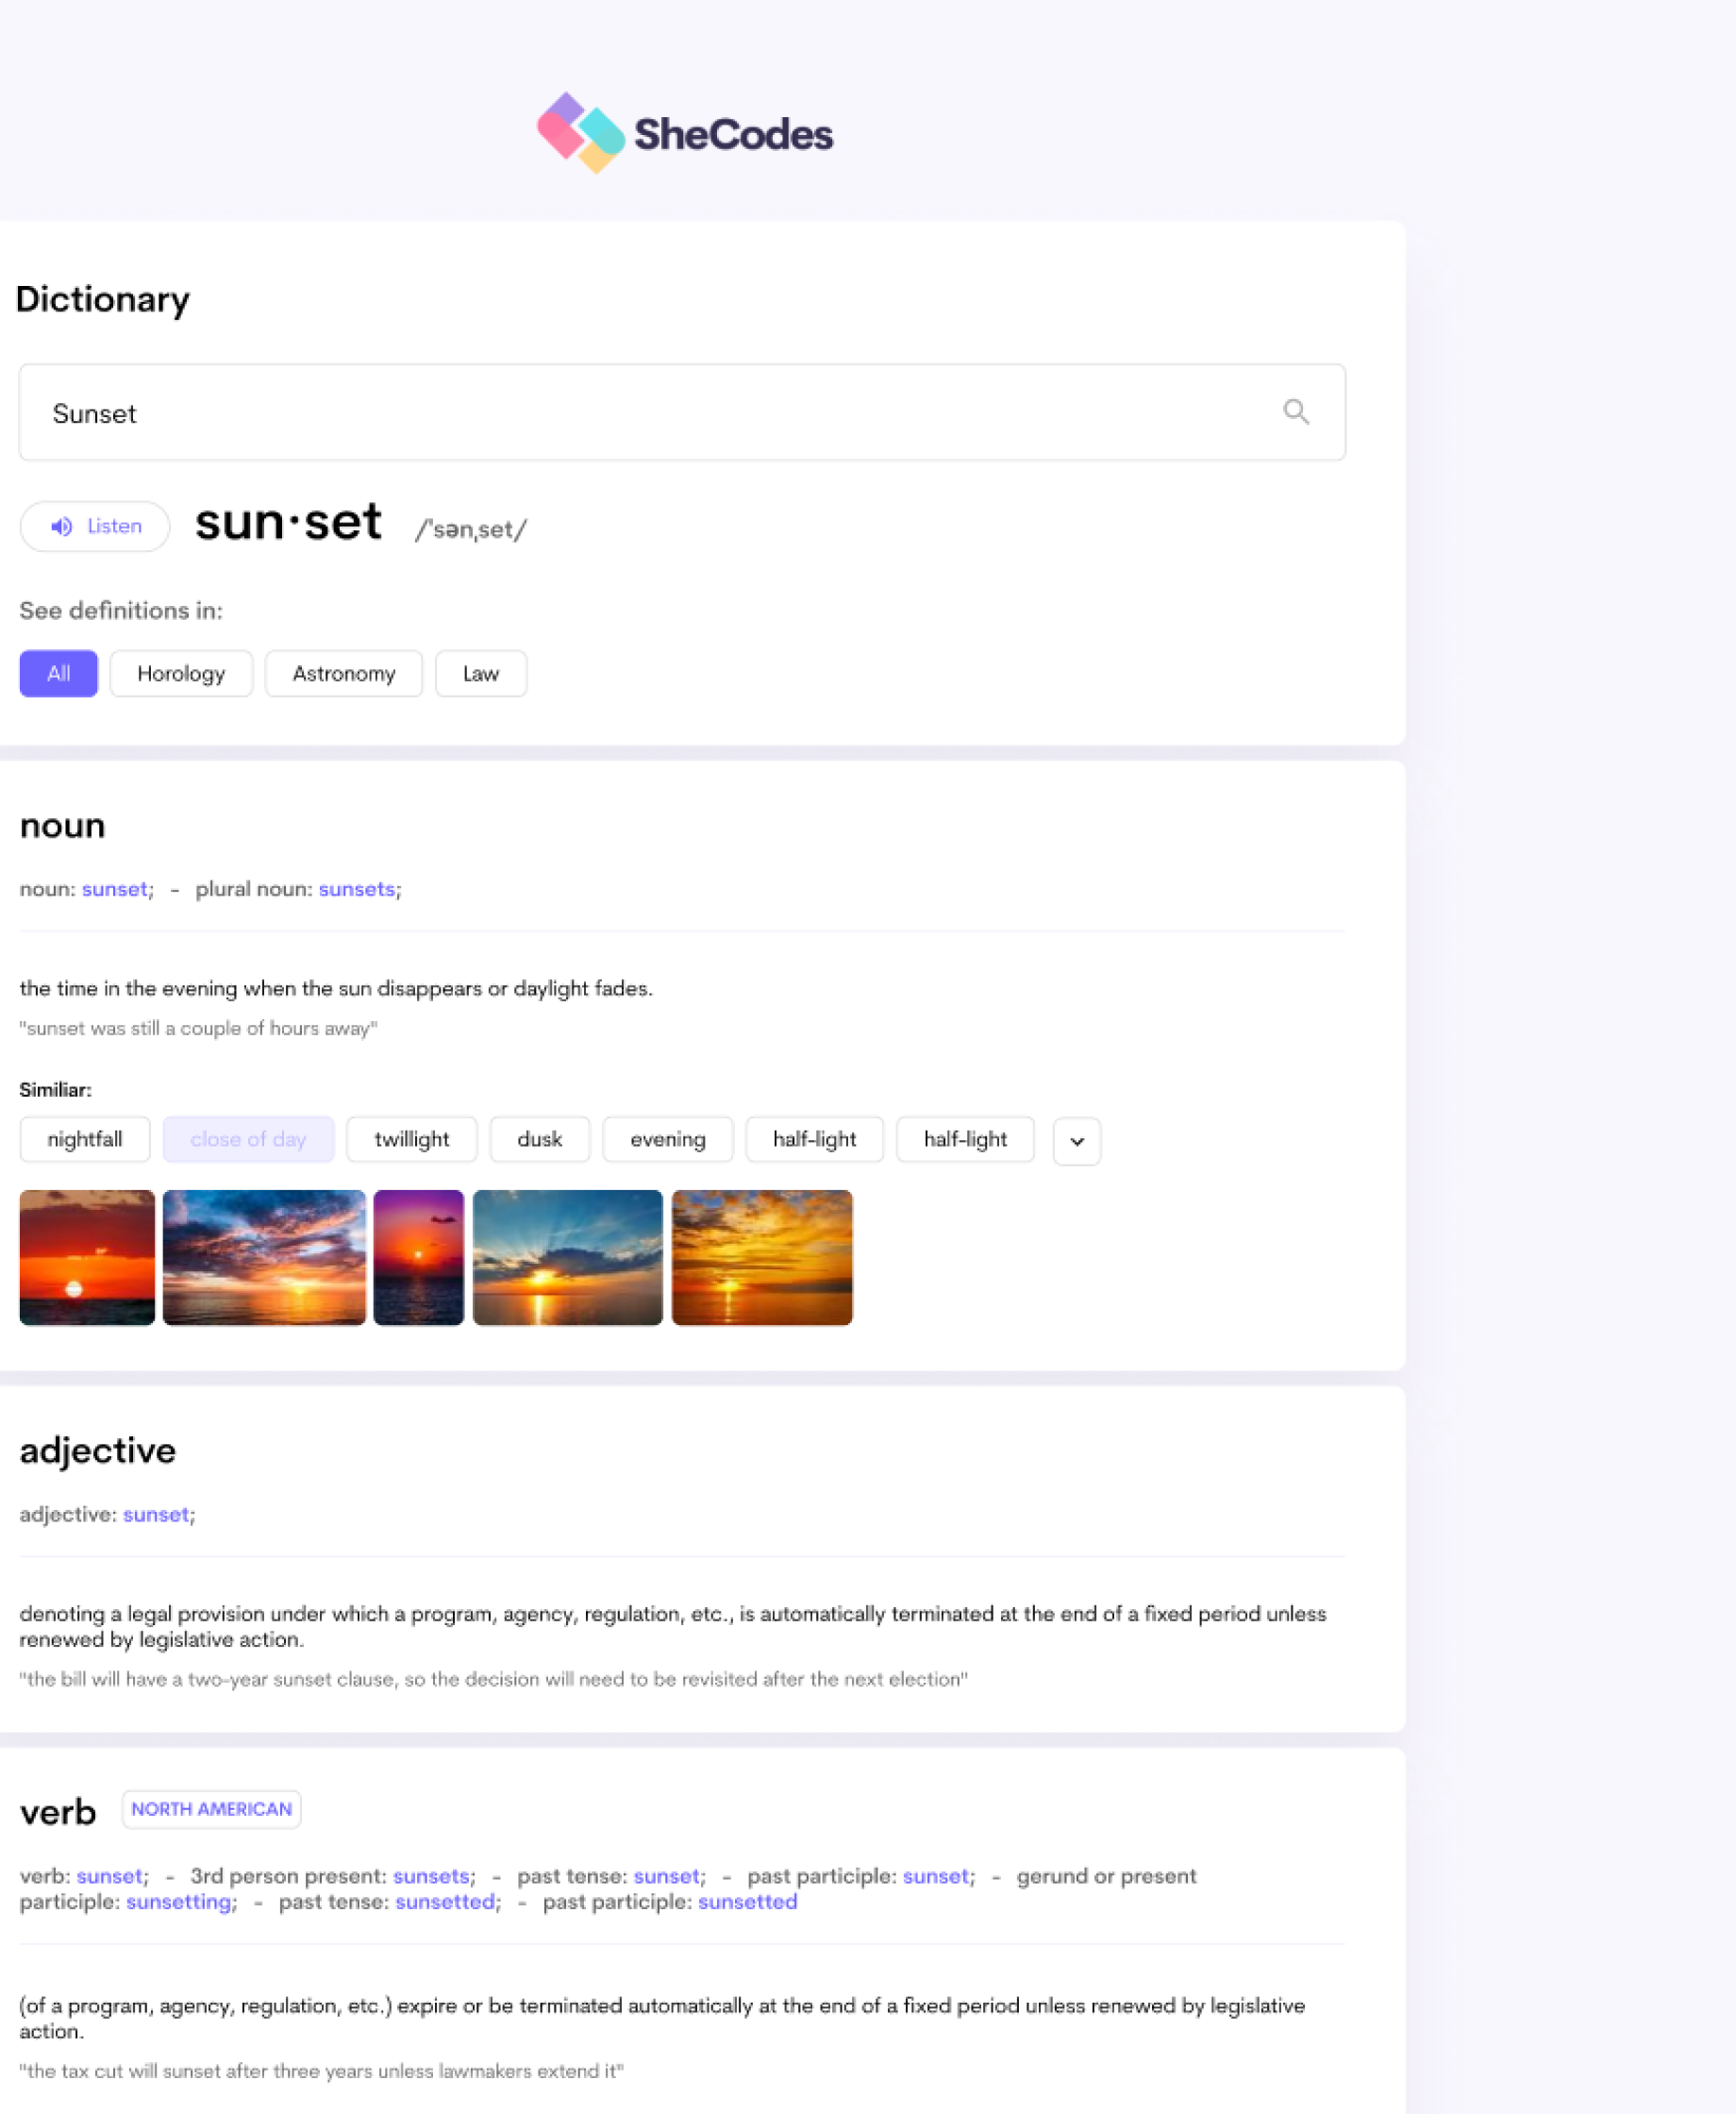 SheCodes
Dictionary
Sunset
Listen sun·set /ˈsənˌset/
See definitions in:
All Horology Astronomy Law
noun
noun: sunset; - plural noun: sunsets;
the time in the evening when the sun disappears or daylight fades.
"sunset was still a couple of hours away"
Similiar:
nightfall close of day twillight dusk evening half-light half-light
adjective
adjective: sunset;
denoting a legal provision under which a program, agency, regulation, etc., is automatically terminated at the end of a fixed period unless
renewed by legislative action.
"the bill will have a two-year sunset clause, so the decision will need to be revisited after the next election"
verb NORTH AMERICAN
verb: sunset; - 3rd person present: sunsets; - past tense: sunset; - past participle: sunset; - gerund or present
participle: sunsetting; - past tense: sunsetted; - past participle: sunsetted
(of a program, agency, regulation, etc.) expire or be terminated automatically at the end of a fixed period unless renewed by legislative
action.
"the tax cut will sunset after three years unless lawmakers extend it"